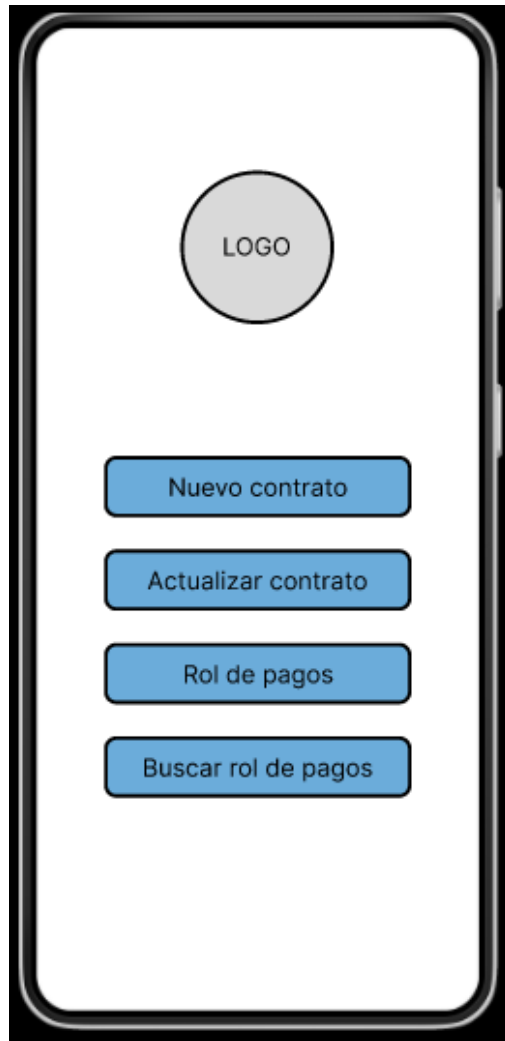 LOGO
Nuevo contrato
Actualizar contrato
Rol de pagos
Buscar rol de pagos